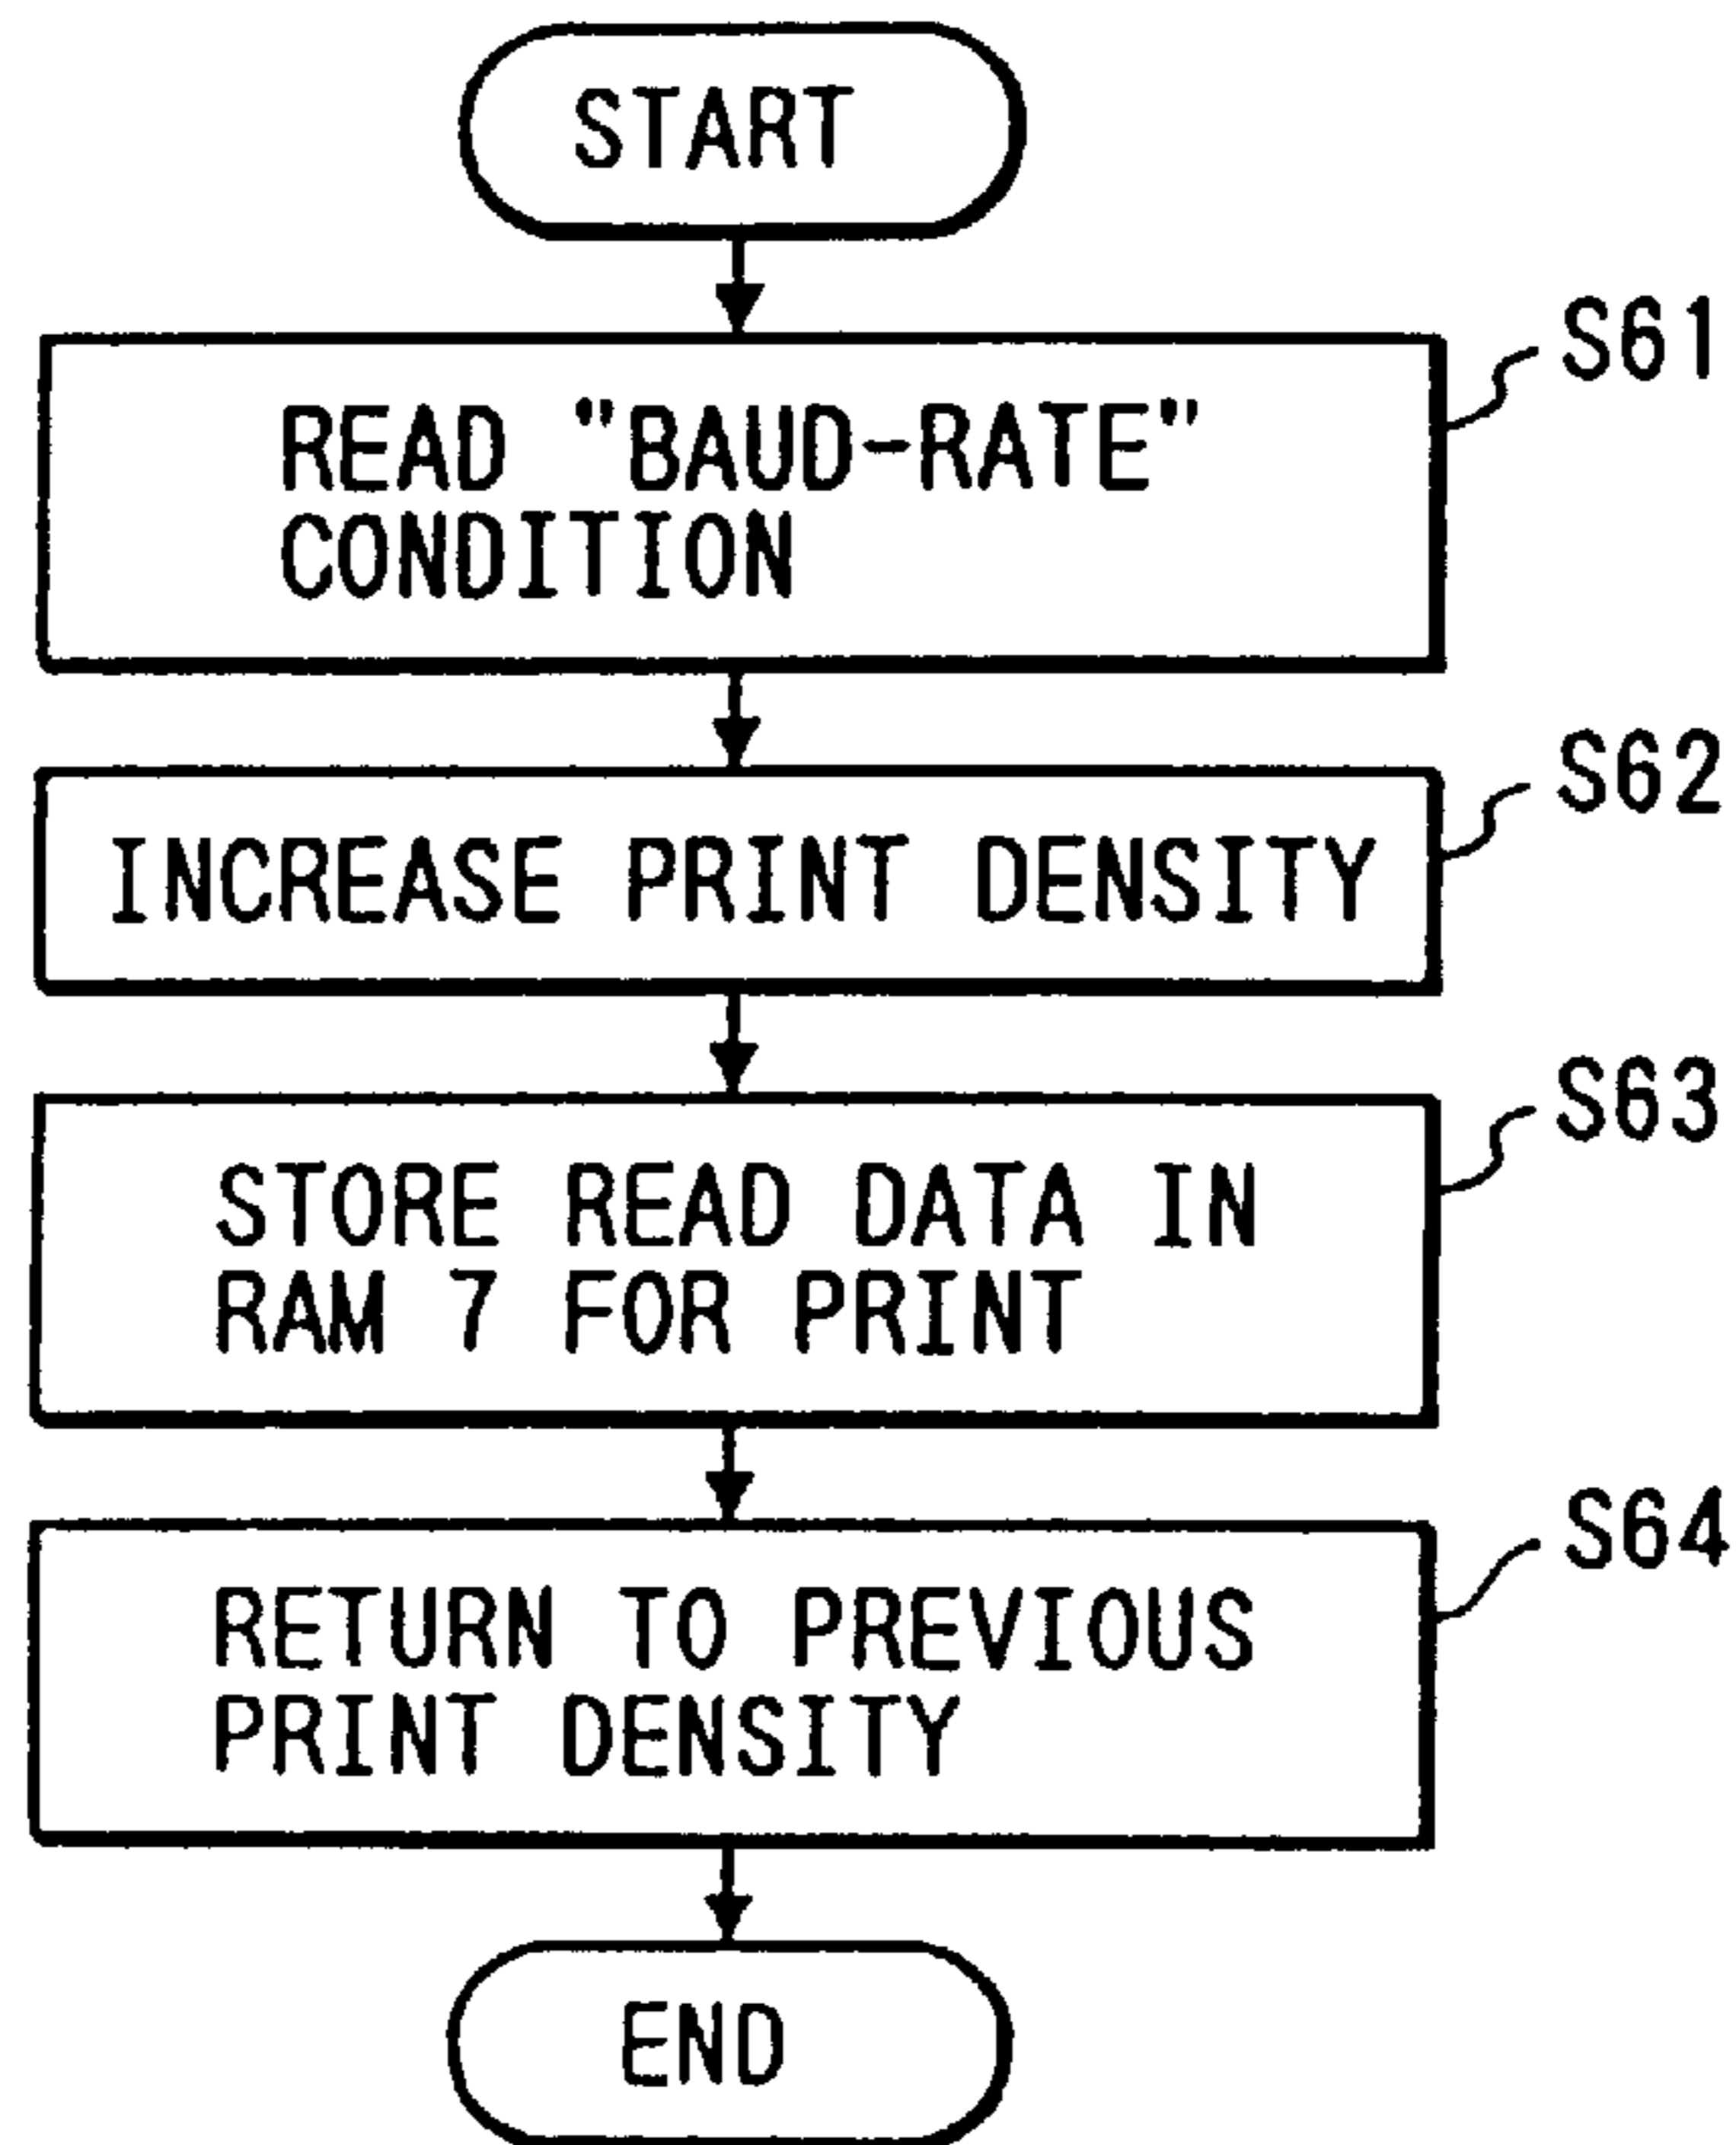 START
S61
READ "BAUD-RATE"
CONDITION
S62
INCREASE PRINT DENSITY
S63
STORE READ DATA IN
RAM 7 FOR PRINT
S64
RETURN TO PREVIOUS
PRINT DENSITY
END